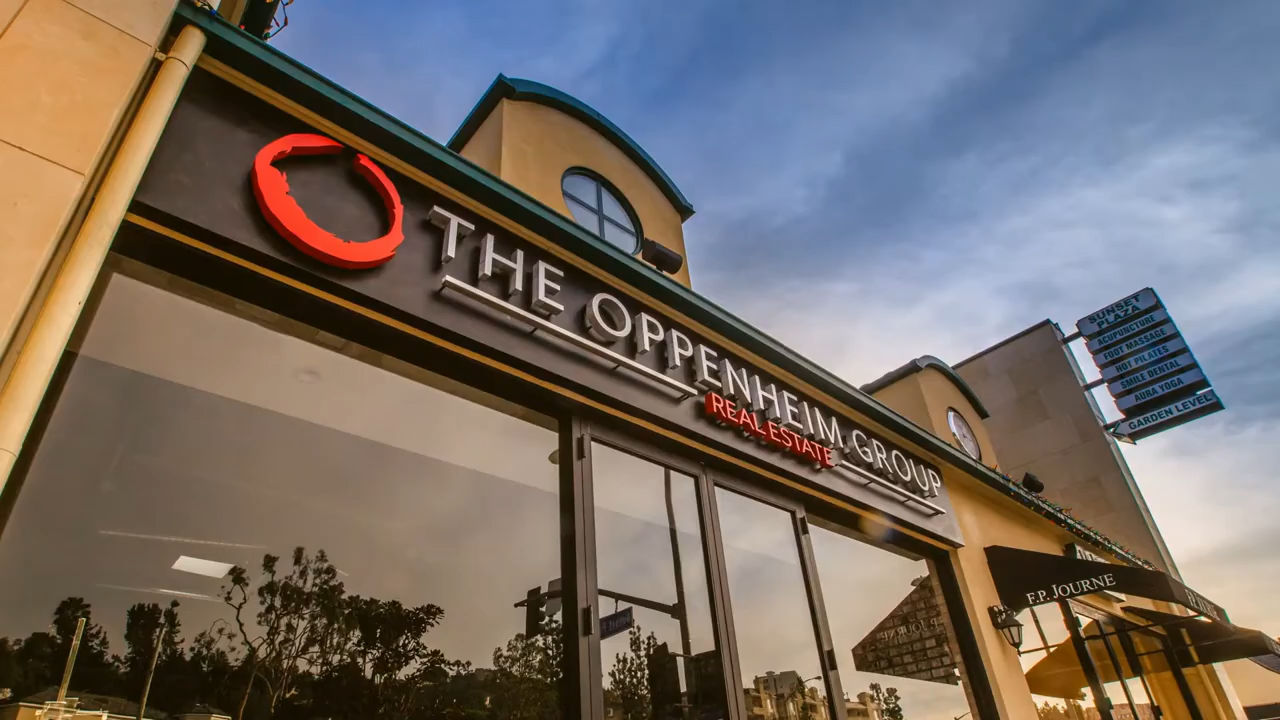 THE OPPENHEIM GROUP
REAL ESTATE
SUNSET
PLAZA
ACUPUNCTURE
FOOT MASSAGE
HOT PILATES
SMILE DENTAL
AURA YOGA
GARDEN LEVEL
F.P. JOURNE